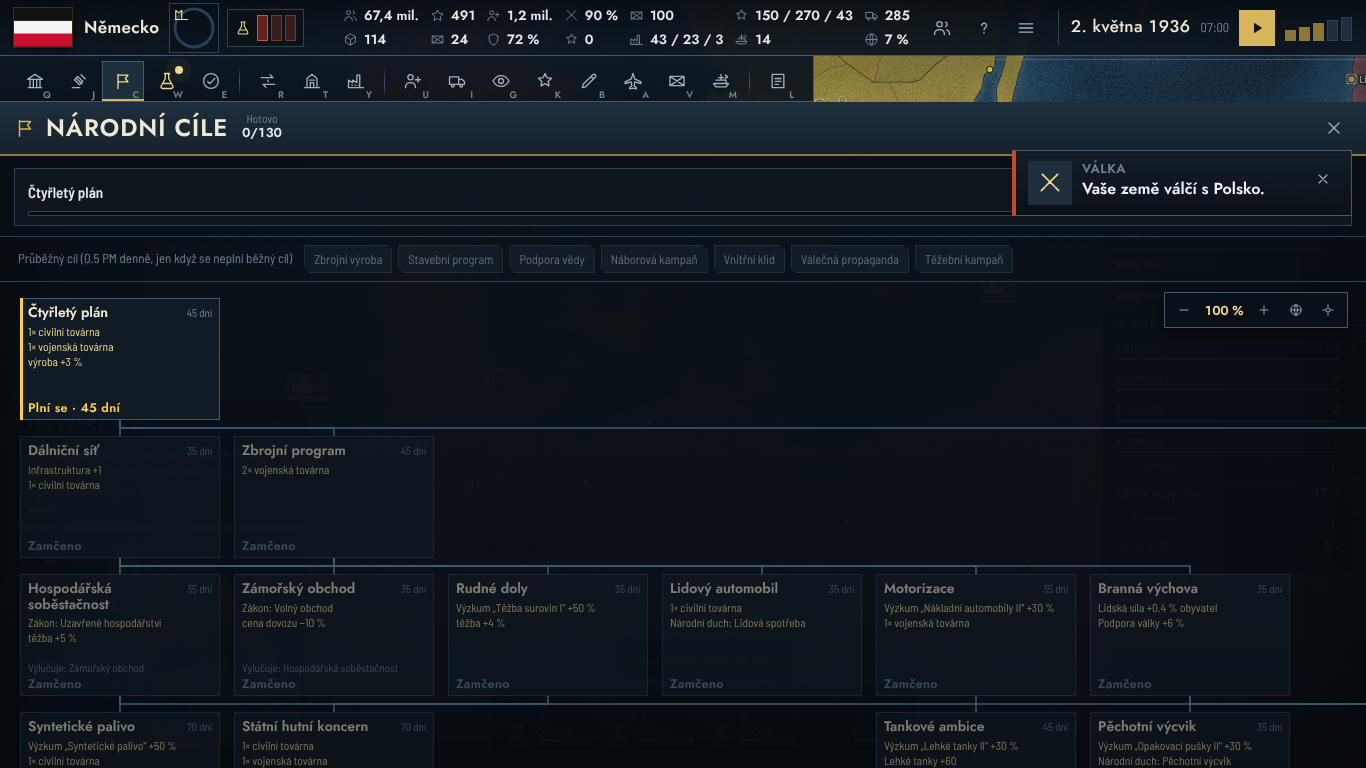 Německo
67,4 mil.
491
1,2 mil.
90 %
100
150 / 270 / 43
285
114
24
72 %
0
43 / 23 / 3
14
7 %
?
2. května 1936
07:00
Q
J
C
W
E
R
T
Y
U
I
G
K
B
A
V
M
L
NÁRODNÍ CÍLE
Hotovo
0/130
Čtyřletý plán
VÁLKA
Vaše země válčí s Polsko.
Průběžný cíl (0.5 PM denně, jen když se neplní běžný cíl)
Zbrojní výroba
Stavební program
Podpora vědy
Náborová kampaň
Vnitřní klid
Válečná propaganda
Těžební kampaň
100 %
Čtyřletý plán
45 dní
1× civilní továrna
1× vojenská továrna
výroba +3 %
Plní se · 45 dní
Dálniční síť
35 dní
Infrastruktura +1
1× civilní továrna
Zamčeno
Zbrojní program
45 dní
2× vojenská továrna
Zamčeno
Hospodářská soběstačnost
35 dní
Zákon: Uzavřené hospodářství
těžba +5 %
Vylučuje: Zámořský obchod
Zamčeno
Zámořský obchod
35 dní
Zákon: Volný obchod
cena dovozu −10 %
Vylučuje: Hospodářská soběstačnost
Zamčeno
Rudné doly
35 dní
Výzkum „Těžba surovin I“ +50 %
těžba +4 %
Zamčeno
Lidový automobil
35 dní
1× civilní továrna
Národní duch: Lidová spotřeba
Zamčeno
Motorizace
35 dní
Výzkum „Nákladní automobily II“ +30 %
1× vojenská továrna
Zamčeno
Branná výchova
35 dní
Lidská síla +0.4 % obyvatel
Podpora války +6 %
Zamčeno
Syntetické palivo
70 dní
Výzkum „Syntetické palivo“ +50 %
1× civilní továrna
Státní hutní koncern
70 dní
1× civilní továrna
1× vojenská továrna
Tankové ambice
45 dní
Výzkum „Lehké tanky II“ +30 %
Lehké tanky +60
Pěchotní výcvik
35 dní
Výzkum „Opakovací pušky II“ +30 %
Národní duch: Pěchotní výcvik